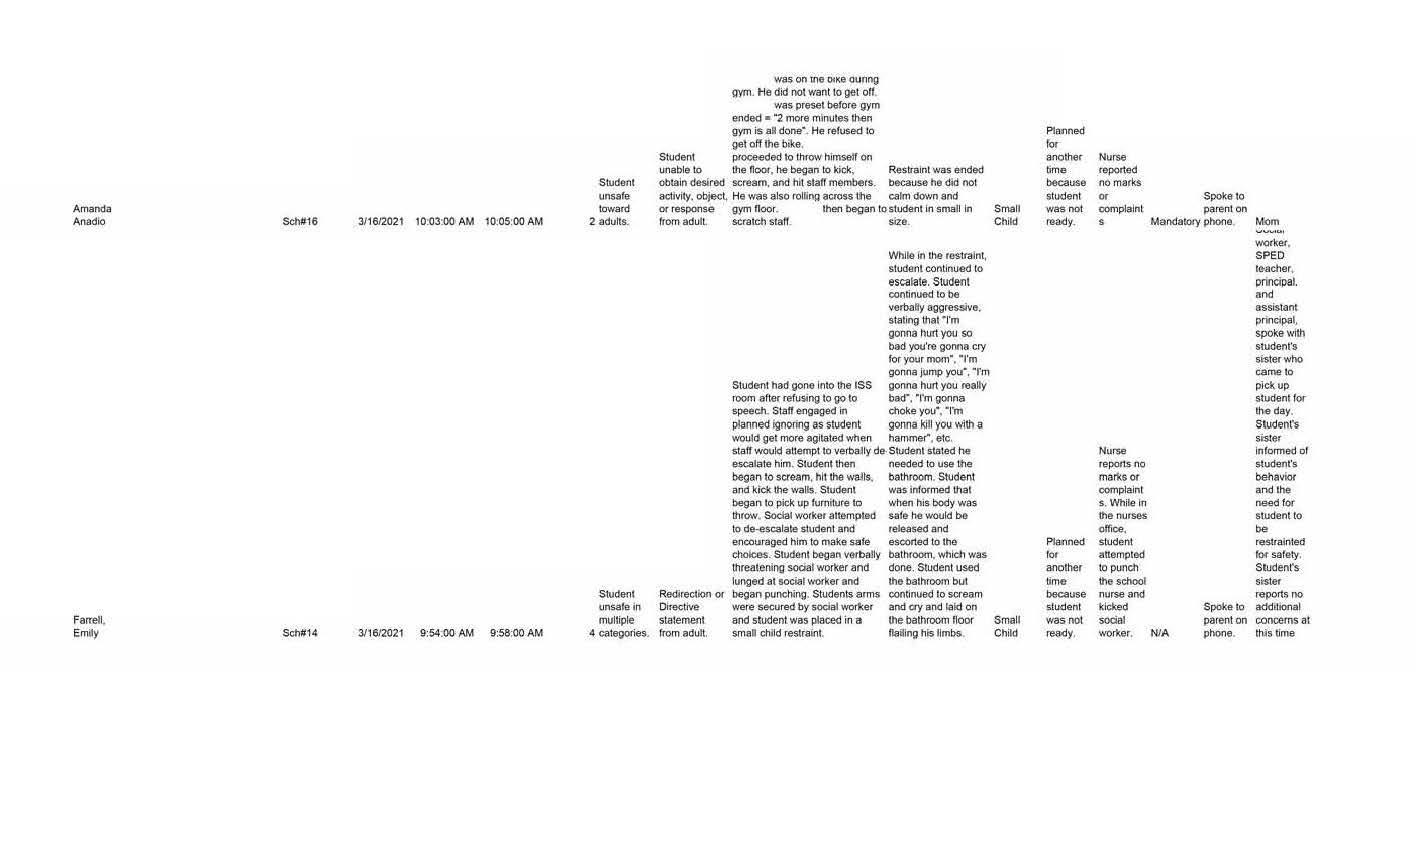 Amanda
Anadio
Sch#16
3/16/2021
10:03:00 AM
10:05:00 AM
2
Student
unsafe
toward
adults.
Student
unable to
obtain desired
activity, object,
or response
from adult.
was on the bike during
gym. He did not want to get off.
was preset before gym
ended = "2 more minutes then
gym is all done". He refused to
get off the bike.
proceeded to throw himself on
the floor, he began to kick,
scream, and hit staff members.
He was also rolling across the
gym floor. then began to
scratch staff.
Restraint was ended
because he did not
calm down and
student in small in
size.
Small
Child
Planned
for
another
time
because
student
was not
ready.
Nurse
reported
no marks
or
complaint
s
Mandatory
Spoke to
parent on
phone.
Mom
Farrell,
Emily
Sch#14
3/16/2021
9:54:00 AM
9:58:00 AM
4
Student
unsafe in
multiple
categories.
Redirection or
Directive
statement
from adult.
Student had gone into the ISS
room after refusing to go to
speech. Staff engaged in
planned ignoring as student
would get more agitated when
staff would attempt to verbally de-
escalate him. Student then
began to scream, hit the walls,
and kick the walls. Student
began to pick up furniture to
throw. Social worker attempted
to de-escalate student and
encouraged him to make safe
choices. Student began verbally
threatening social worker and
lunged at social worker and
began punching. Students arms
were secured by social worker
and student was placed in a
small child restraint.
While in the restraint,
student continued to
escalate. Student
continued to be
verbally aggressive,
stating that "I'm
gonna hurt you so
bad you're gonna cry
for your mom", "I'm
gonna jump you", "I'm
gonna hurt you really
bad", "I'm gonna
choke you", "I'm
gonna kill you with a
hammer", etc.
Student stated he
needed to use the
bathroom. Student
was informed that
when his body was
safe he would be
released and
escorted to the
bathroom, which was
done. Student used
the bathroom but
continued to scream
and cry and laid on
the bathroom floor
flailing his limbs.
Small
Child
Planned
for
another
time
because
student
was not
ready.
Nurse
reports no
marks or
complaint
s. While in
the nurses
office,
student
attempted
to punch
the school
nurse and
kicked
social
worker.
N/A
Spoke to
parent on
phone.
Social
worker,
SPED
teacher,
principal,
and
assistant
principal,
spoke with
student's
sister who
came to
pick up
student for
the day.
Student's
sister
informed of
student's
behavior
and the
need for
student to
be
restrainted
for safety.
Student's
sister
reports no
additional
concerns at
this time